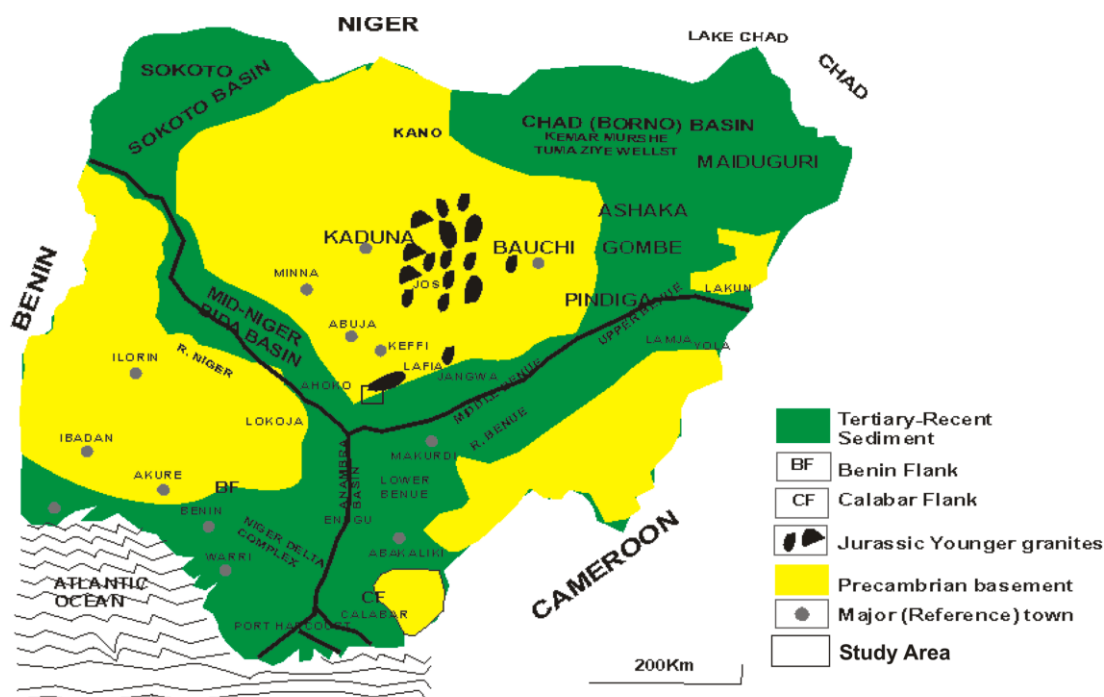 NIGER
LAKE CHAD
CHAD
SOKOTO
SOKOTO BASIN
KANO
CHAD (BORNO) BASIN
KEMAR MURSHE
TUMA ZIYE WELLST
MAIDUGURI
ASHAKA
KADUNA
BAUCHI
GOMBE
MINNA
JOS
BENIN
MID-NIGER
BIDA BASIN
PINDIGA
LAKUN
UPPER BENUE
ABUJA
KEFFI
LAMJA
YOLA
ILORIN
R. NIGER
LAFIA
JANGWA
AHOKO
MIDDLE BENUE
LOKOJA
R. BENUE
IBADAN
MAKURDI
AKURE
BF
ANAMBRA
BASIN
LOWER
BENUE
BENIN
ENUGU
NIGER DELTA
COMPLEX
ABAKALIKI
WARRI
ATLANTIC
OCEAN
CF
CALABAR
PORT HARCOURT
CAMEROON
200Km
Tertiary-Recent
Sediment
BF Benin Flank
CF Calabar Flank
Jurassic Younger granites
Precambrian basement
Major (Reference) town
Study Area